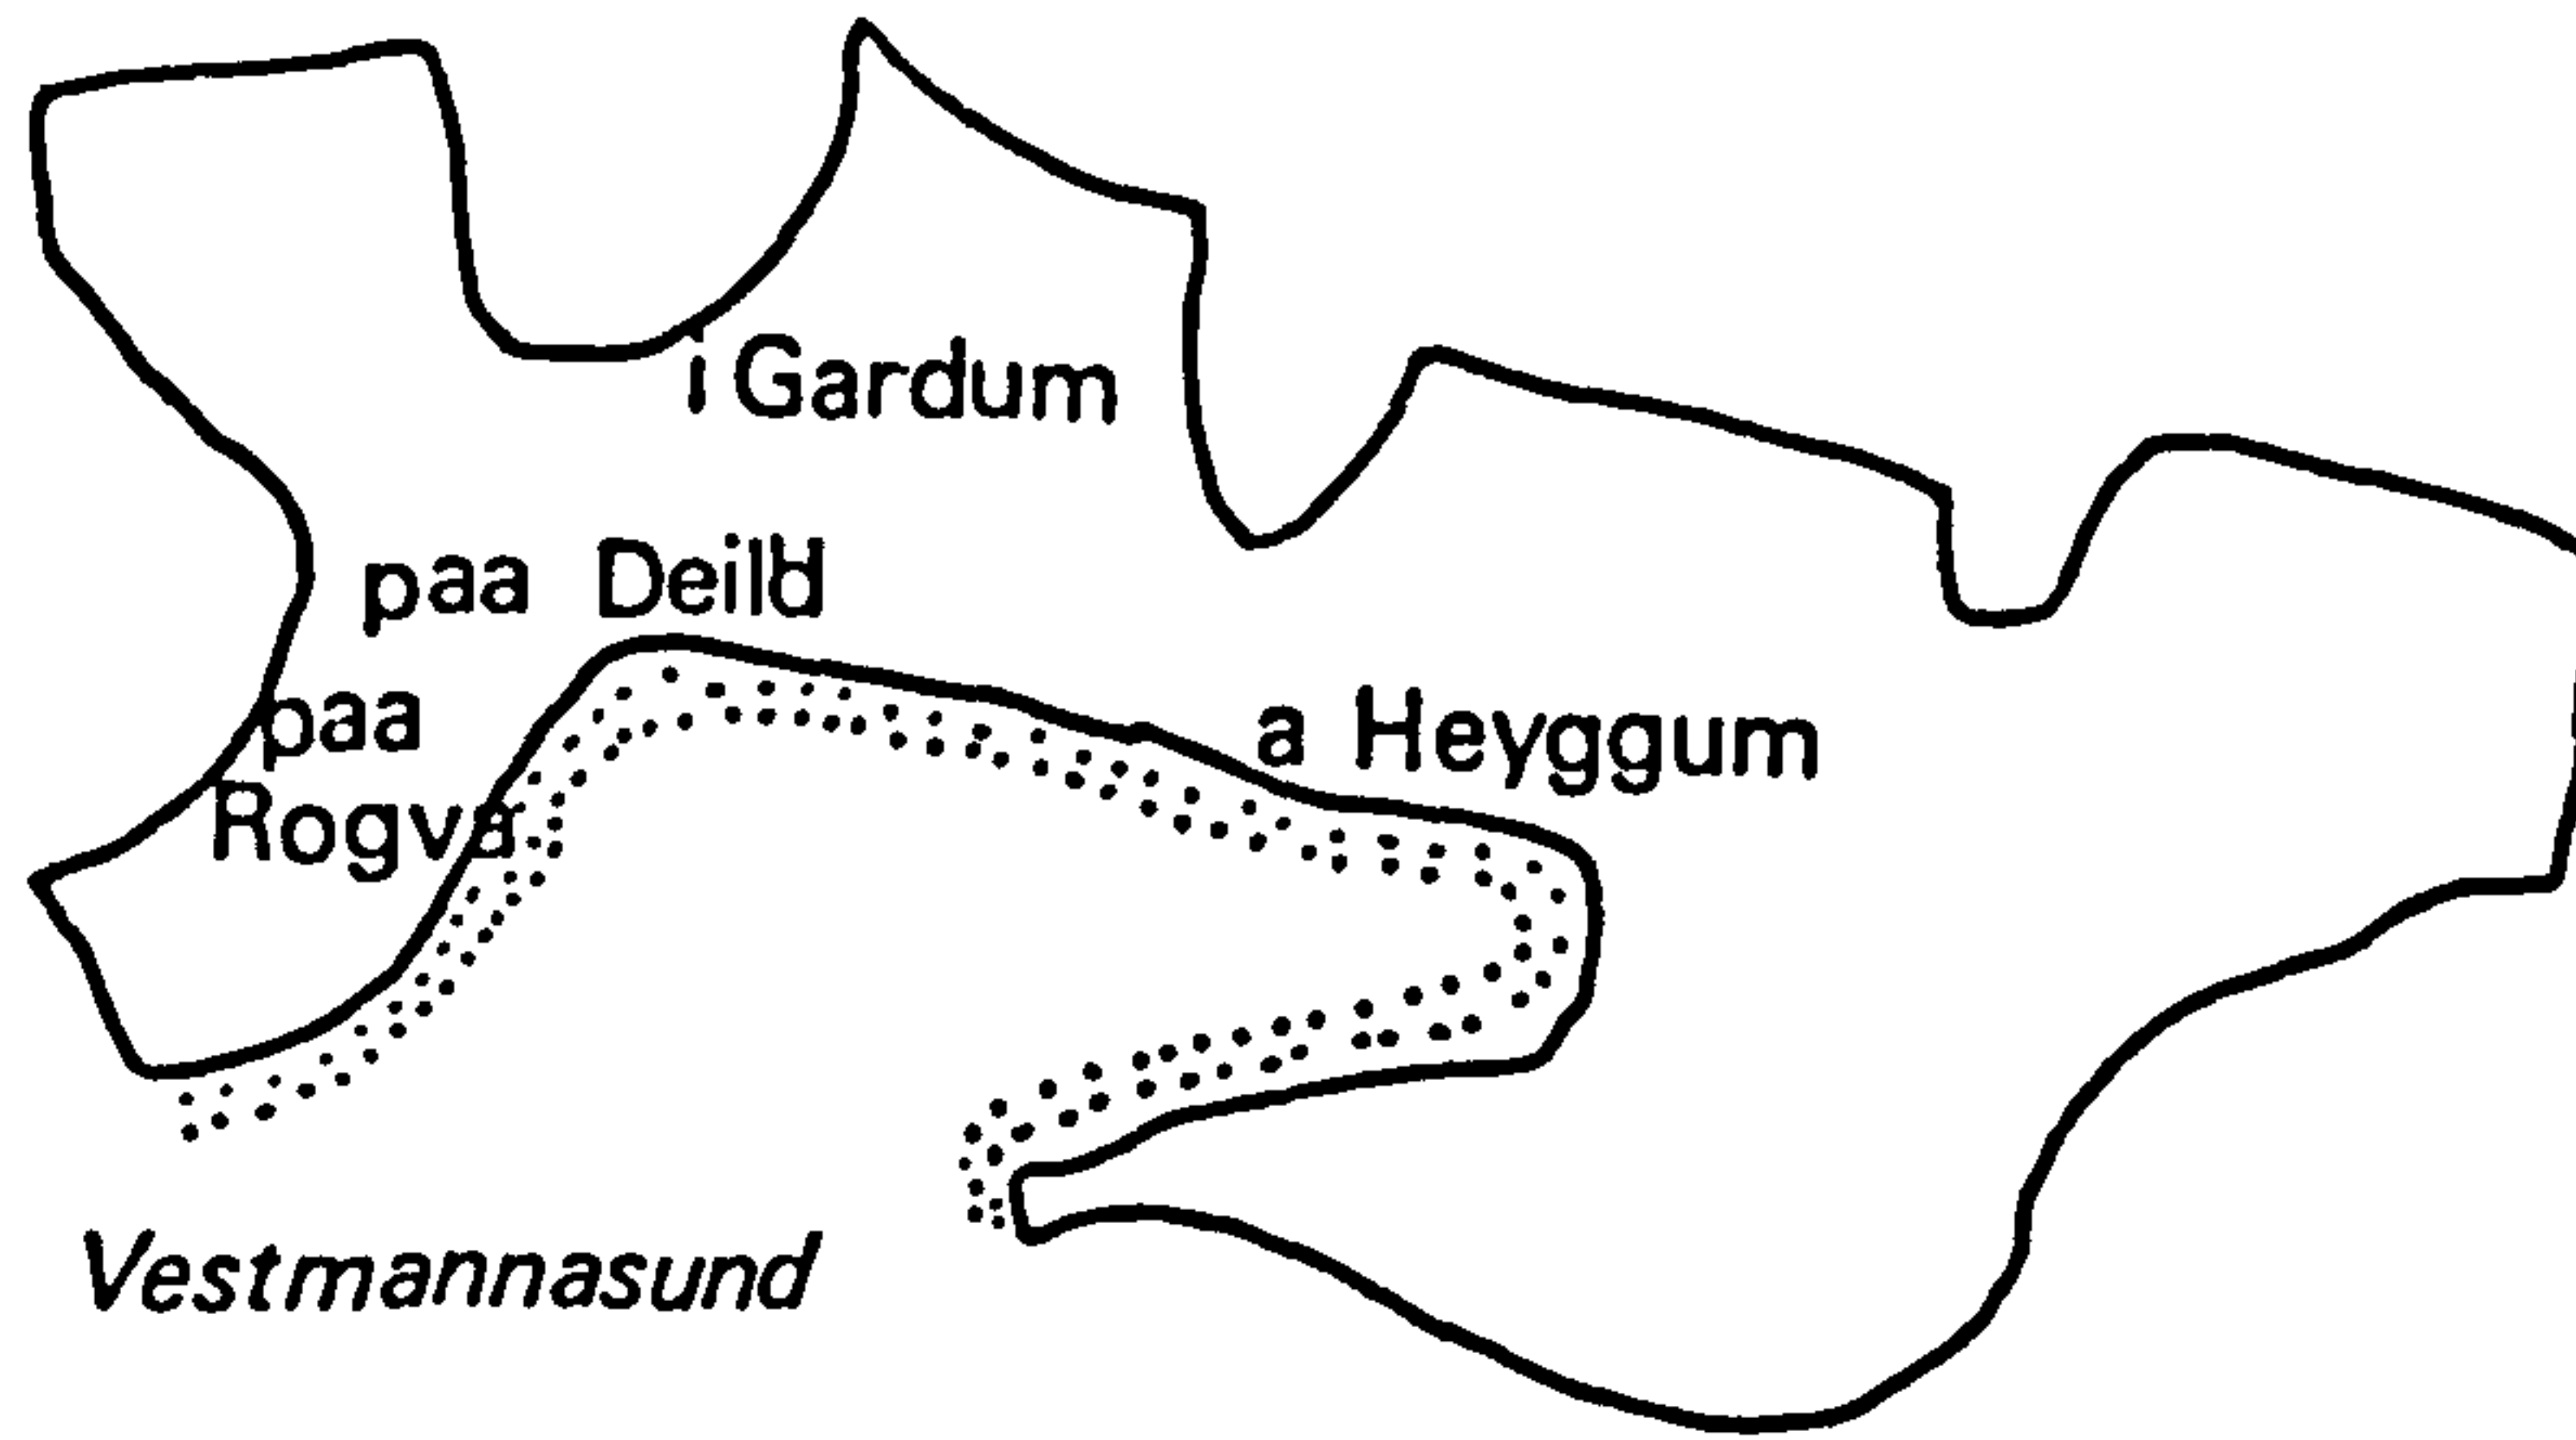 i Gardum
paa Deild
paa
Rogva
a Heyggum
Vestmannasund